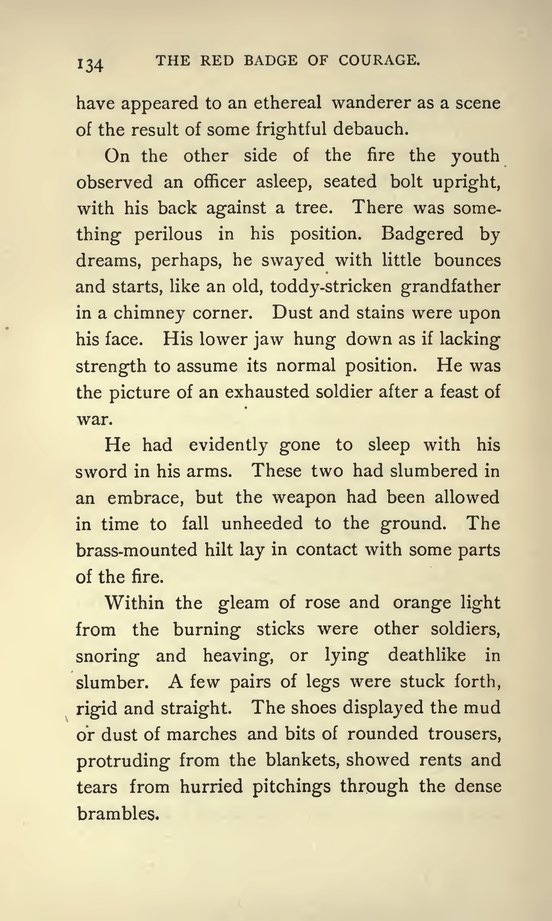 134 THE RED BADGE OF COURAGE.
have appeared to an ethereal wanderer as a scene
of the result of some frightful debauch.
On the other side of the fire the youth
observed an officer asleep, seated bolt upright,
with his back against a tree. There was some-
thing perilous in his position. Badgered by
dreams, perhaps, he swayed with little bounces
and starts, like an old, toddy-stricken grandfather
in a chimney corner. Dust and stains were upon
his face. His lower jaw hung down as if lacking
strength to assume its normal position. He was
the picture of an exhausted soldier after a feast of
war.
He had evidently gone to sleep with his
sword in his arms. These two had slumbered in
an embrace, but the weapon had been allowed
in time to fall unheeded to the ground. The
brass-mounted hilt lay in contact with some parts
of the fire.
Within the gleam of rose and orange light
from the burning sticks were other soldiers,
snoring and heaving, or lying deathlike in
slumber. A few pairs of legs were stuck forth,
rigid and straight. The shoes displayed the mud
or dust of marches and bits of rounded trousers,
protruding from the blankets, showed rents and
tears from hurried pitchings through the dense
brambles.